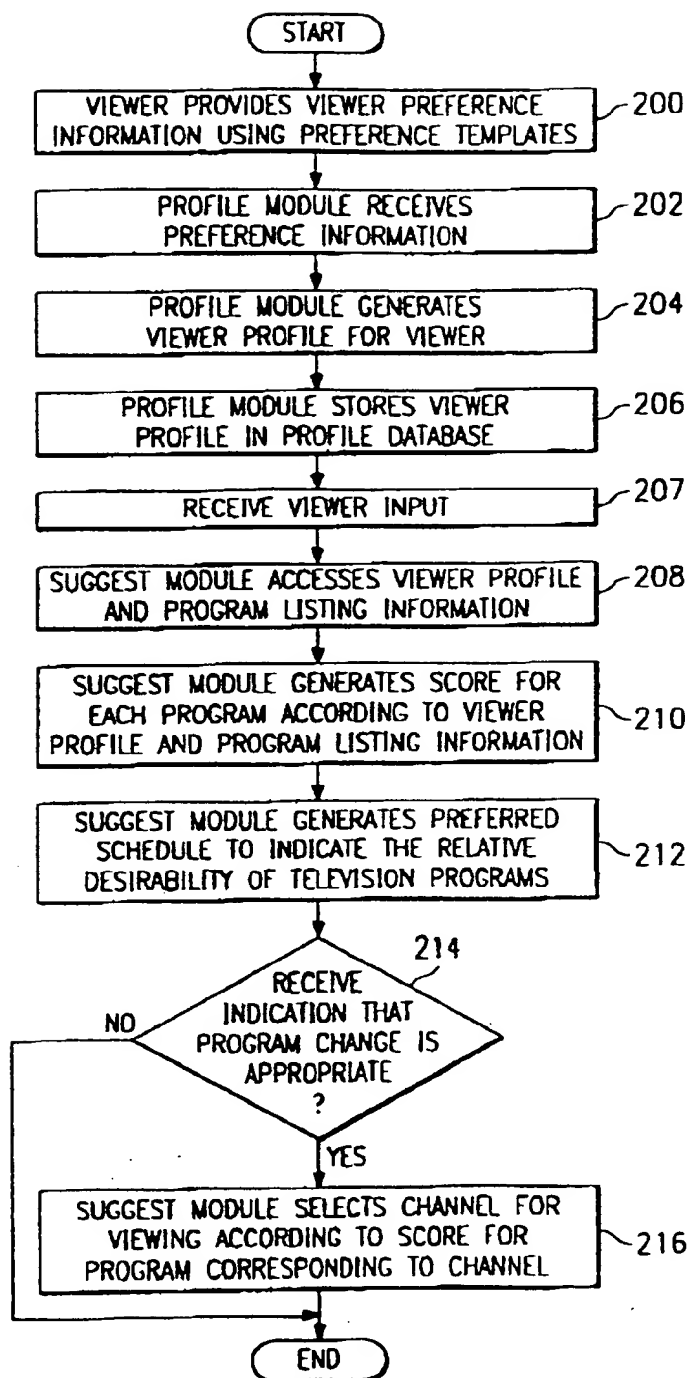 START
VIEWER PROVIDES VIEWER PREFERENCE
INFORMATION USING PREFERENCE TEMPLATES
200
PROFILE MODULE RECEIVES
PREFERENCE INFORMATION
202
PROFILE MODULE GENERATES
VIEWER PROFILE FOR VIEWER
204
PROFILE MODULE STORES VIEWER
PROFILE IN PROFILE DATABASE
206
RECEIVE VIEWER INPUT
207
SUGGEST MODULE ACCESSES VIEWER PROFILE
AND PROGRAM LISTING INFORMATION
208
SUGGEST MODULE GENERATES SCORE FOR
EACH PROGRAM ACCORDING TO VIEWER
PROFILE AND PROGRAM LISTING INFORMATION
210
SUGGEST MODULE GENERATES PREFERRED
SCHEDULE TO INDICATE THE RELATIVE
DESIRABILITY OF TELEVISION PROGRAMS
212
214
RECEIVE
INDICATION THAT
PROGRAM CHANGE IS
APPROPRIATE
?
NO
YES
SUGGEST MODULE SELECTS CHANNEL FOR
VIEWING ACCORDING TO SCORE FOR
PROGRAM CORRESPONDING TO CHANNEL
216
END